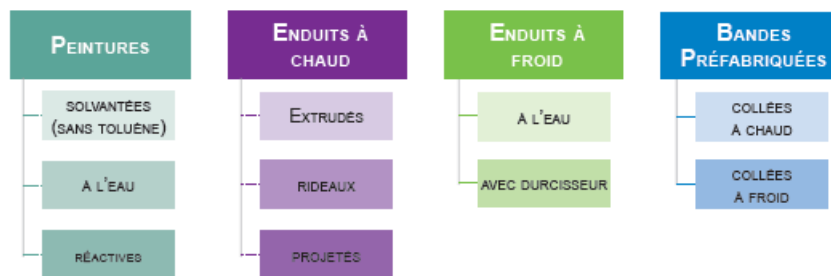 PEINTURES
SOLVANTÉES
(SANS TOLUÈNE)
À L'EAU
RÉACTIVES
ENDUITS À
CHAUD
EXTRUDÉS
RIDEAUX
PROJETÉS
ENDUITS À
FROID
À L'EAU
AVEC DURCISSEUR
BANDES
PRÉFABRIQUÉES
COLLÉES
À CHAUD
COLLÉES
À FROID